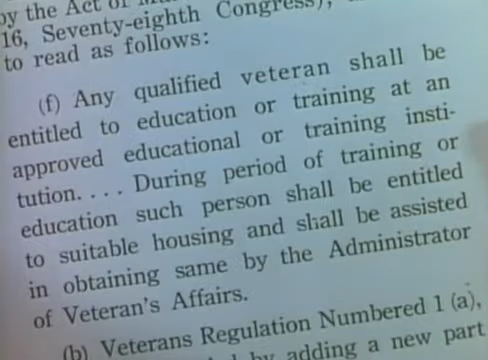 by the Act of
16, Seventy-eighth Congress),
to read as follows:
(f) Any qualified veteran shall be
entitled to education or training at an
approved educational or training insti-
tution. . . . During period of training or
education such person shall be entitled
to suitable housing and shall be assisted
in obtaining same by the Administrator
of Veteran's Affairs.
(b) Veterans Regulation Numbered 1 (a),
by adding a new part